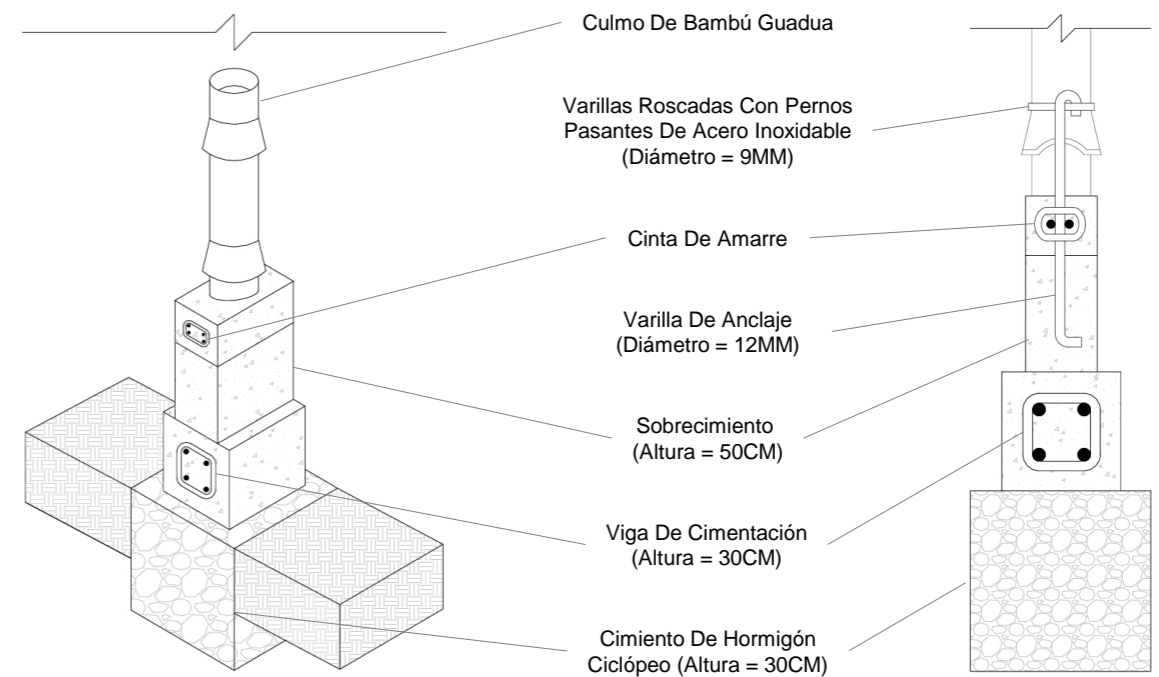 Culmo De Bambú Guadua
Varillas Roscadas Con Pernos
Pasantes De Acero Inoxidable
(Diámetro = 9MM)
Cinta De Amarre
Varilla De Anclaje
(Diámetro = 12MM)
Sobrecimiento
(Altura = 50CM)
Viga De Cimentación
(Altura = 30CM)
Cimiento De Hormigón
Ciclópeo (Altura = 30CM)